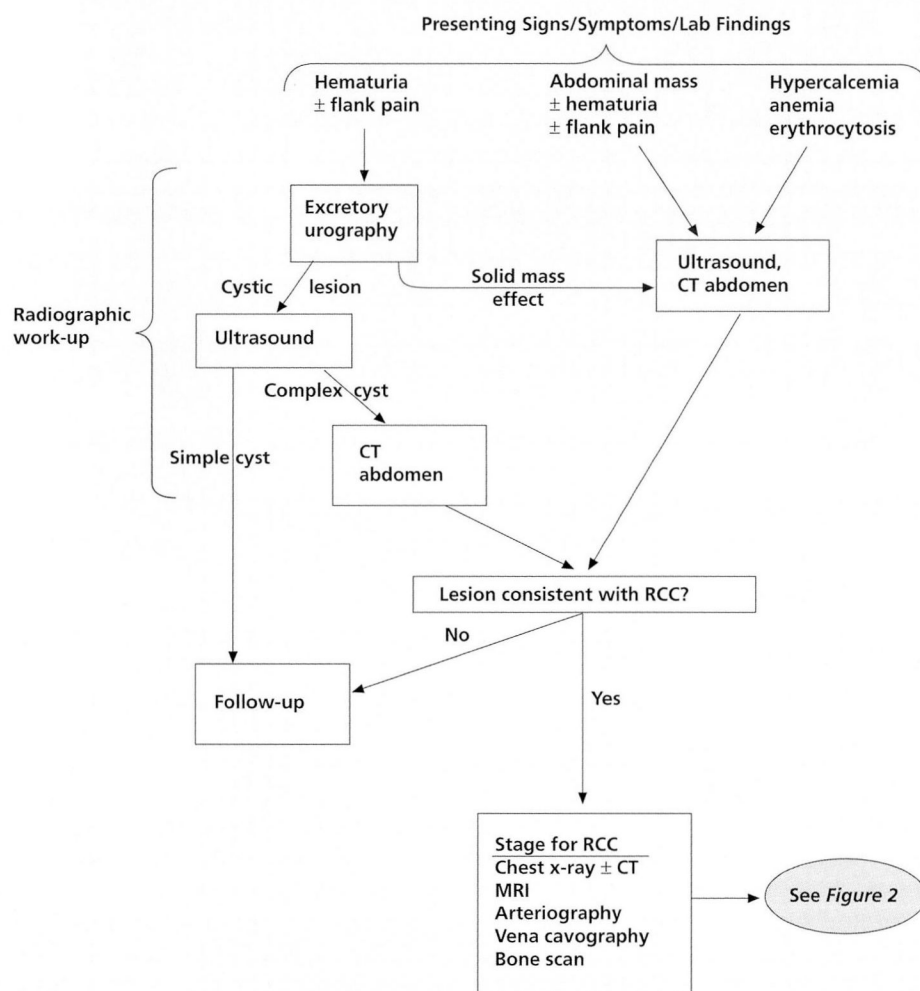 Presenting Signs/Symptoms/Lab Findings
Hematuria
± flank pain
Abdominal mass
± hematuria
± flank pain
Hypercalcemia
anemia
erythrocytosis
Radiographic
work-up
Excretory
urography
Solid mass
effect
Ultrasound,
CT abdomen
Cystic lesion
Ultrasound
Complex cyst
Simple cyst
CT
abdomen
Lesion consistent with RCC?
No
Yes
Follow-up
Stage for RCC
Chest x-ray ± CT
MRI
Arteriography
Vena cavography
Bone scan
See Figure 2